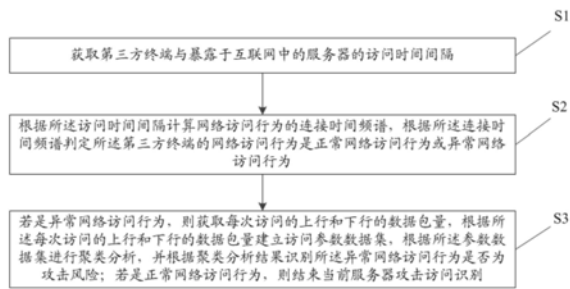 S1
获取第三方终端与暴露于互联网中的服务器的访问时间间隔
S2
根据所述访问时间间隔计算网络访问行为的连接时间频谱，根据所述连接时
间频谱判定所述第三方终端的网络访问行为是正常网络访问行为或异常网络
访问行为
S3
若是异常网络访问行为，则获取每次访问的上行和下行的数据包量，根据所
述每次访问的上行和下行的数据包量建立访问参数数据集，根据所述参数数
据集进行聚类分析，并根据聚类分析结果识别所述异常网络访问行为是否为
攻击风险；若是正常网络访问行为，则结束当前服务器攻击访问识别